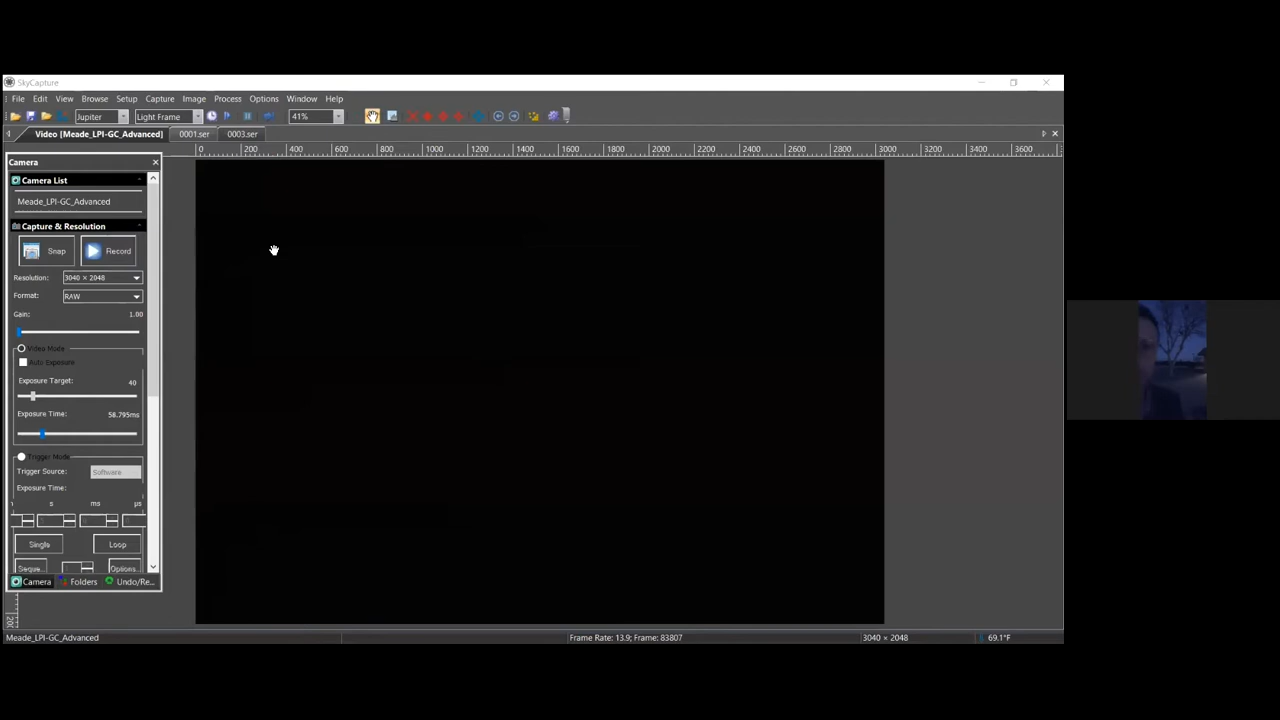 SkyCapture
File Edit View Browse Setup Capture Image Process Options Window Help
Jupiter Light Frame 41%
Video [Meade_LPI-GC_Advanced] 0001.ser 0003.ser
0 200 400 600 800 1000 1200 1400 1600 1800 2000 2200 2400 2600 2800 3000 3200 3400 3600
Camera
Camera List
Meade_LPI-GC_Advanced
Capture & Resolution
Snap Record
Resolution: 3040 × 2048
Format: RAW
Gain: 1.00
Video Mode
Auto Exposure
Exposure Target: 40
Exposure Time: 58.795ms
Trigger Mode
Trigger Source: Software
Exposure Time:
s ms µs
Single Loop
Seque... Options...
Camera Folders Undo/Re...
Meade_LPI-GC_Advanced Frame Rate: 13.9; Frame: 83807 3040 × 2048 69.1°F